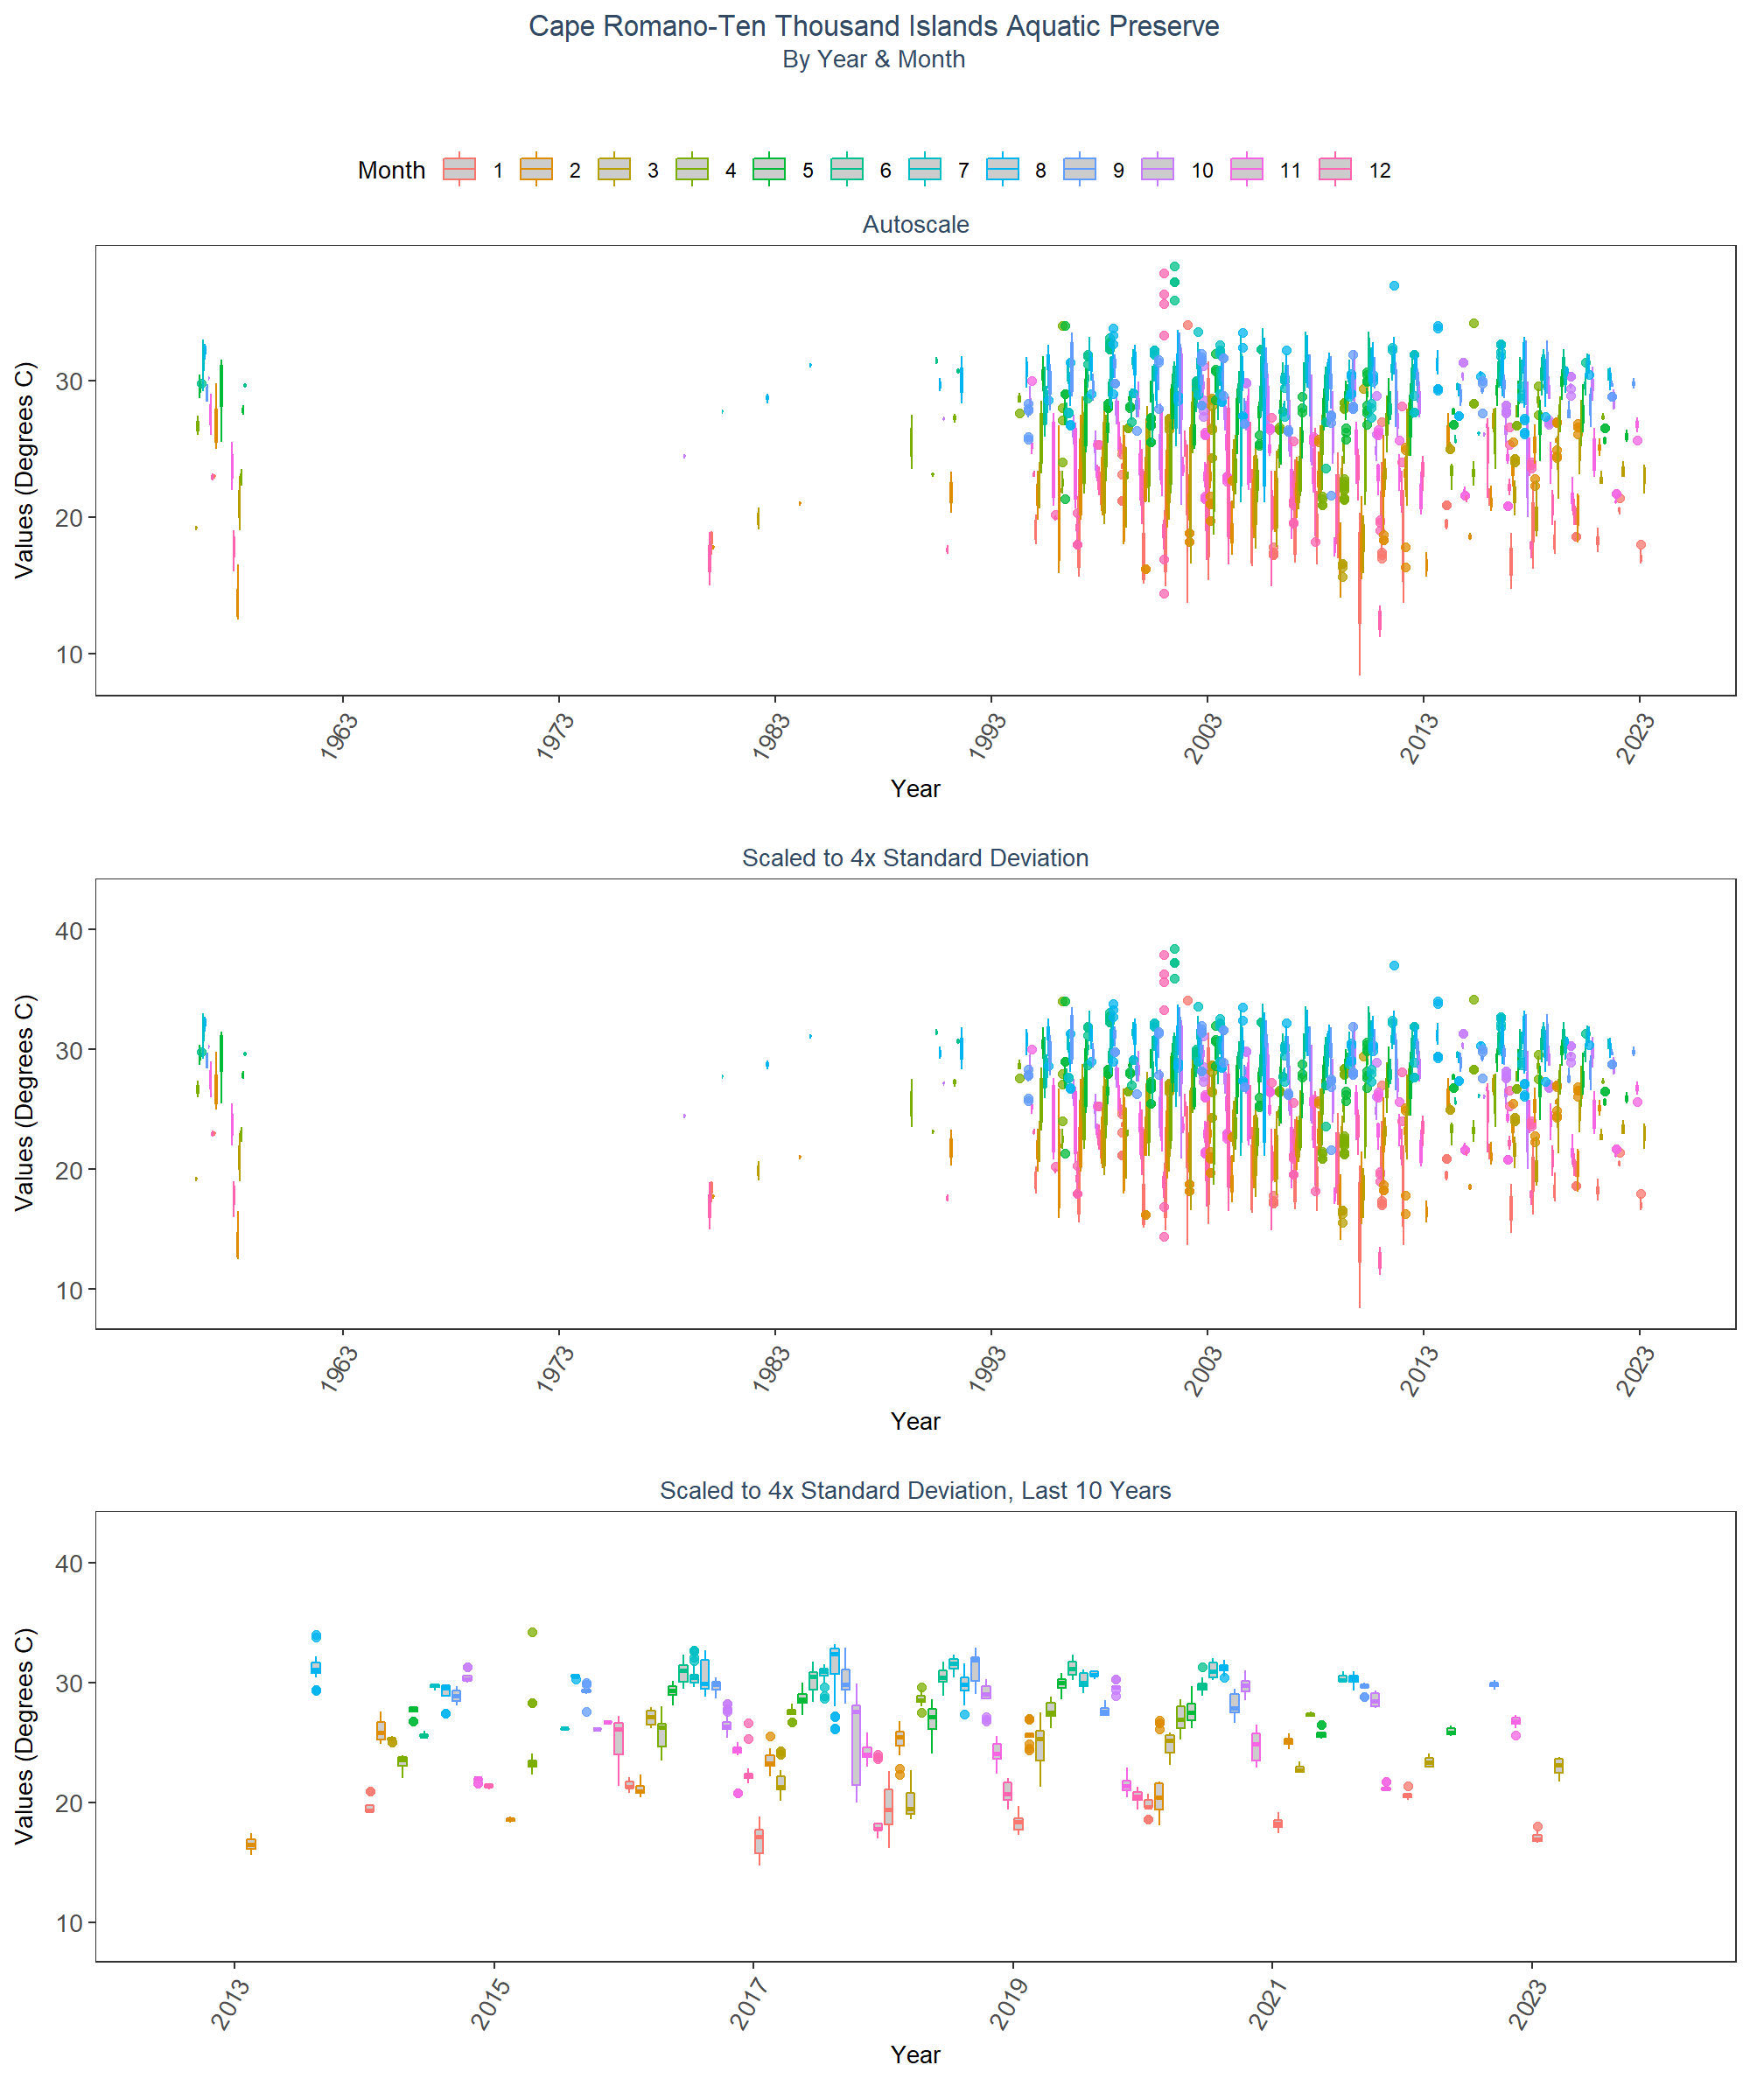 Cape Romano-Ten Thousand Islands Aquatic Preserve
By Year & Month
Month 1 2 3 4 5 6 7 8 9 10 11 12
Autoscale
Values (Degrees C)
30
20
10
1963 1973 1983 1993 2003 2013 2023
Year
Scaled to 4x Standard Deviation
Values (Degrees C)
40
30
20
10
1963 1973 1983 1993 2003 2013 2023
Year
Scaled to 4x Standard Deviation, Last 10 Years
Values (Degrees C)
40
30
20
10
2013 2015 2017 2019 2021 2023
Year